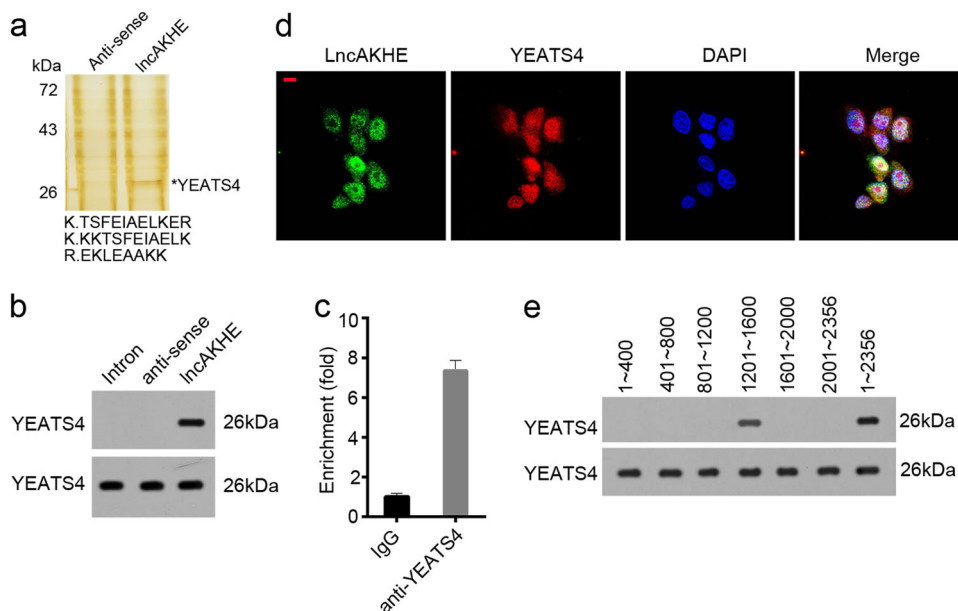 a
Anti-sense
lncAKHE
kDa
72
43
26
*YEATS4
K.TSFEIAELKER
K.KKTSFEIAELK
R.EKLEAAKK
b
Intron
anti-sense
lncAKHE
YEATS4
26kDa
YEATS4
26kDa
c
Enrichment (fold)
10
8
6
4
2
0
IgG
anti-YEATS4
d
LncAKHE
YEATS4
DAPI
Merge
e
1~400
401~800
801~1200
1201~1600
1601~2000
2001~2356
1~2356
YEATS4
26kDa
YEATS4
26kDa